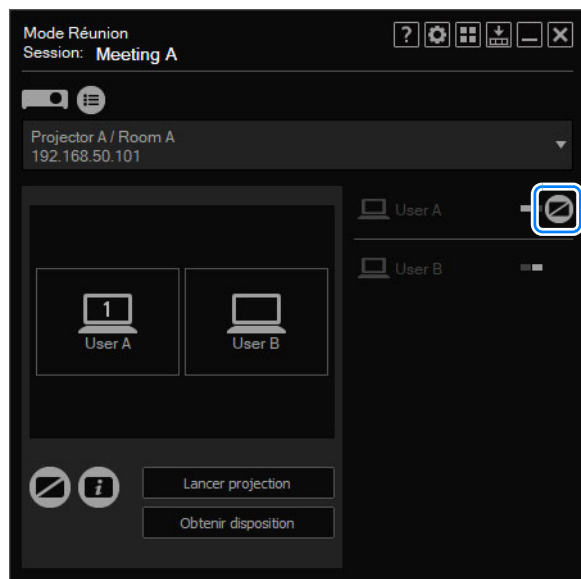 Mode Réunion
Session: Meeting A
?
Projector A / Room A
192.168.50.101
User A
User B
1
User A
User B
i
Lancer projection
Obtenir disposition